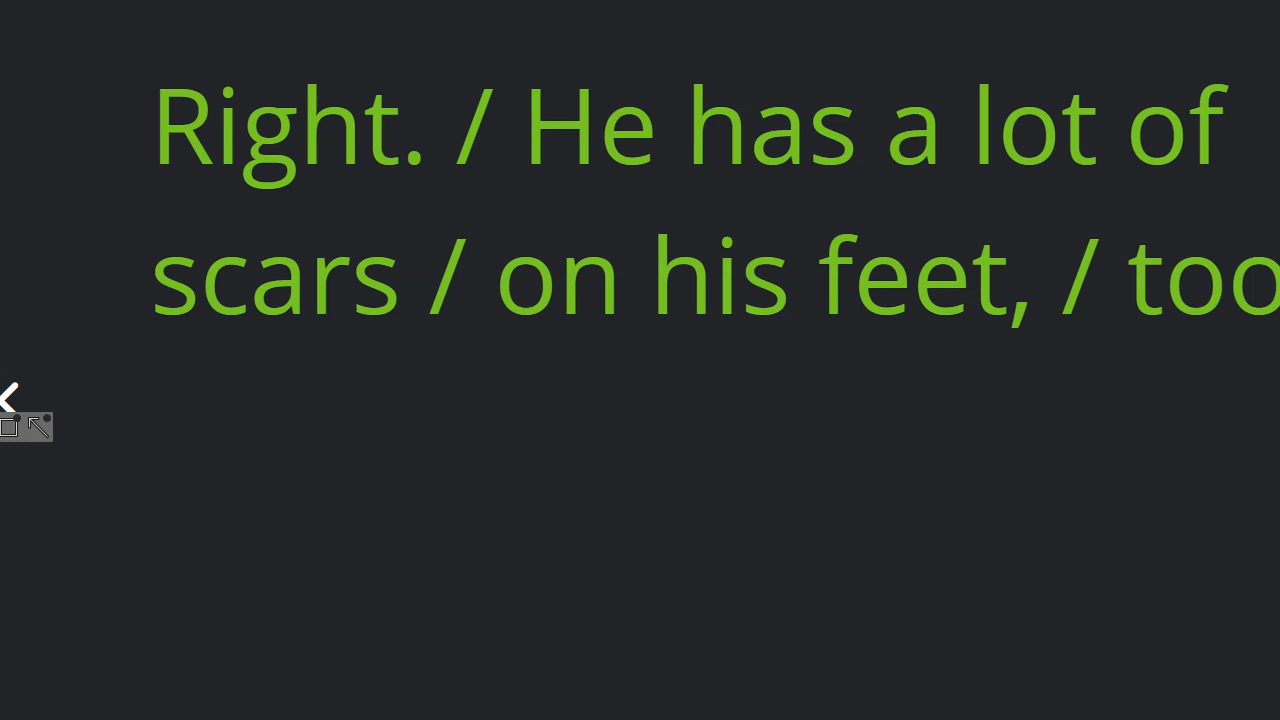 Right. / He has a lot of
scars / on his feet, / too